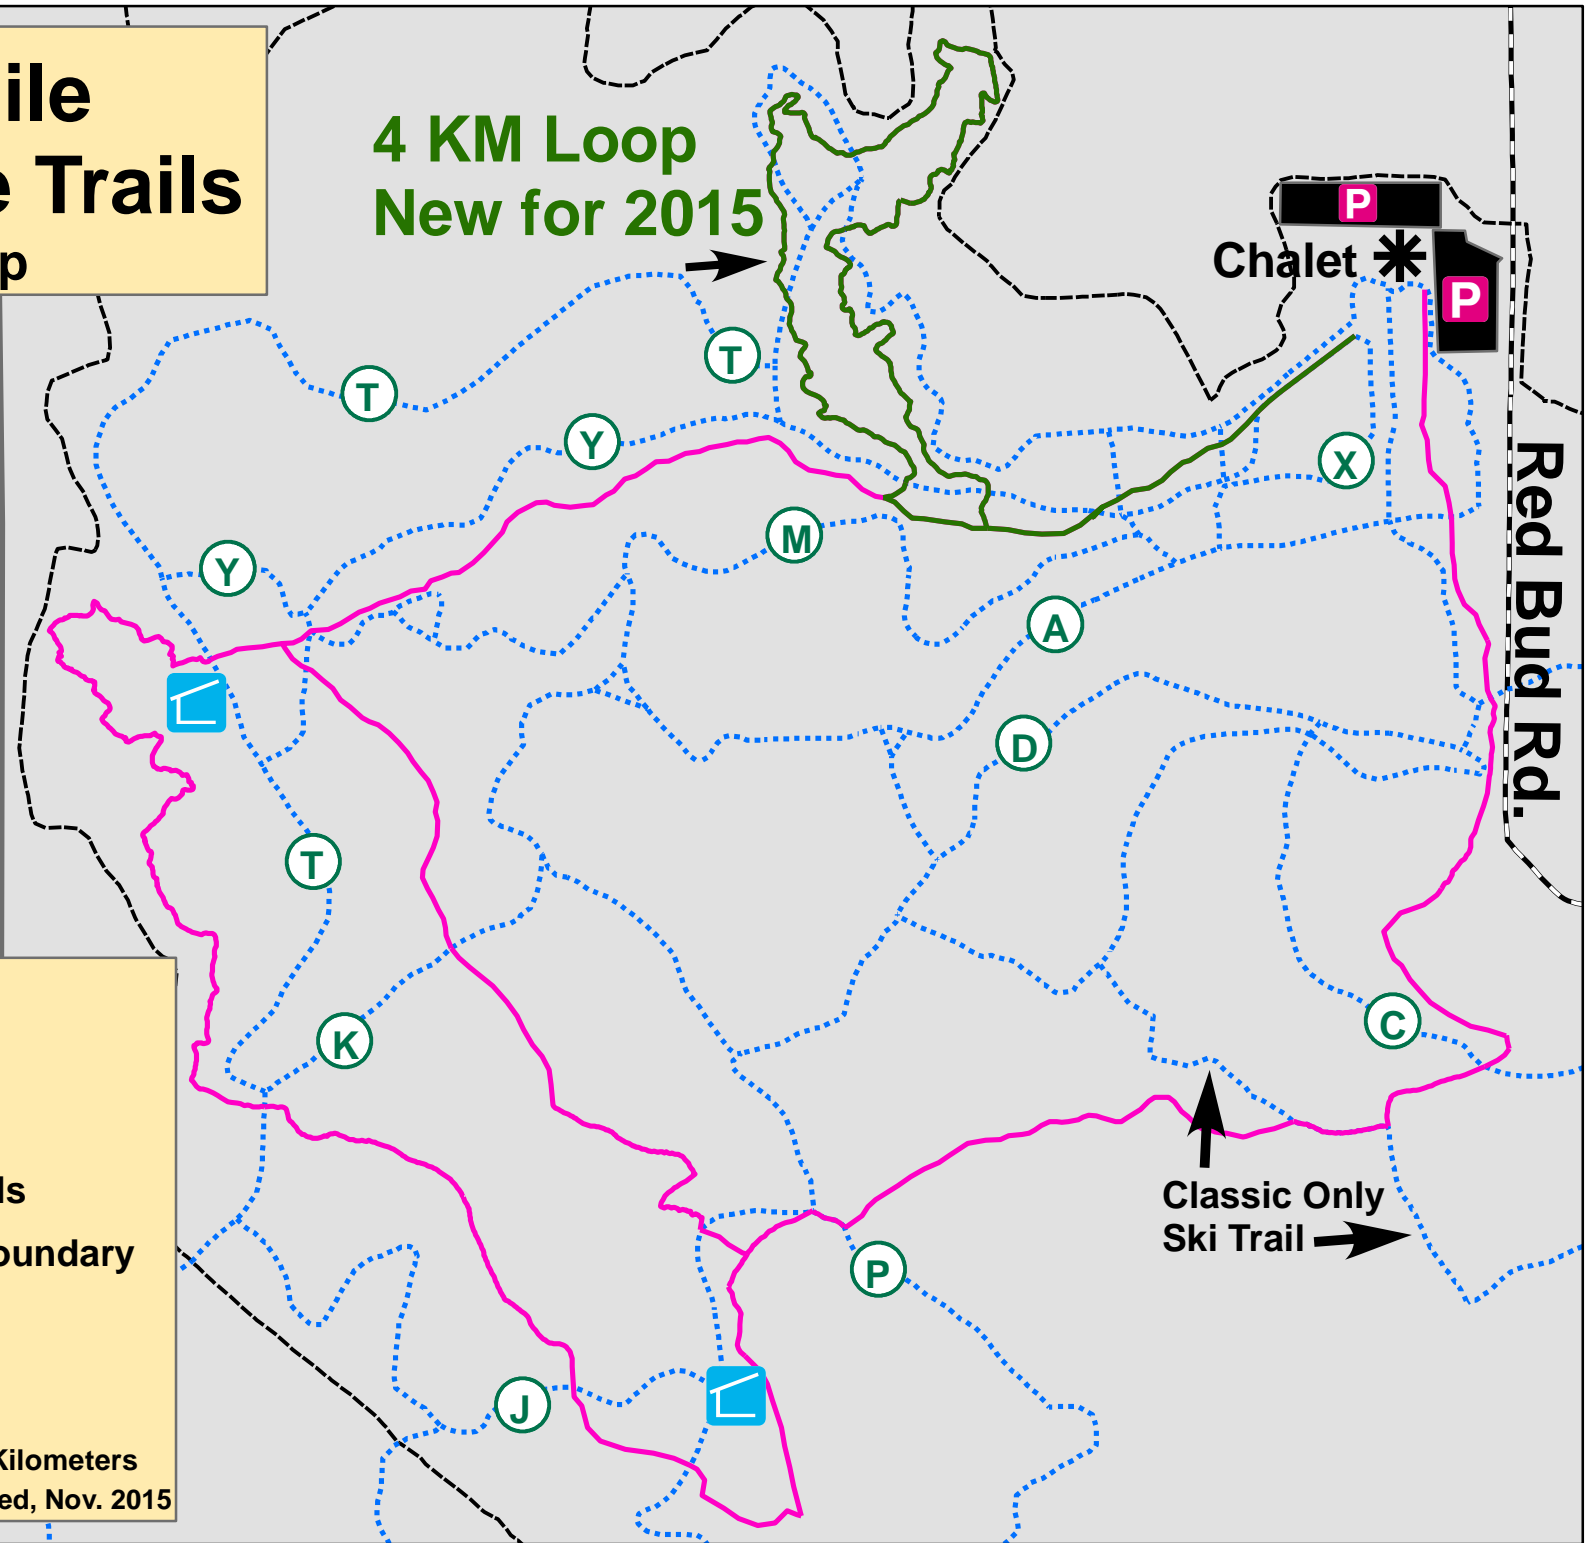 ile
e Trails
p
4 KM Loop
New for 2015
P
Chalet
P
T
T
Y
X
Red Bud Rd.
M
Y
A
D
T
C
K
Classic Only
Ski Trail
P
J
ls
oundary
Kilometers
ed, Nov. 2015